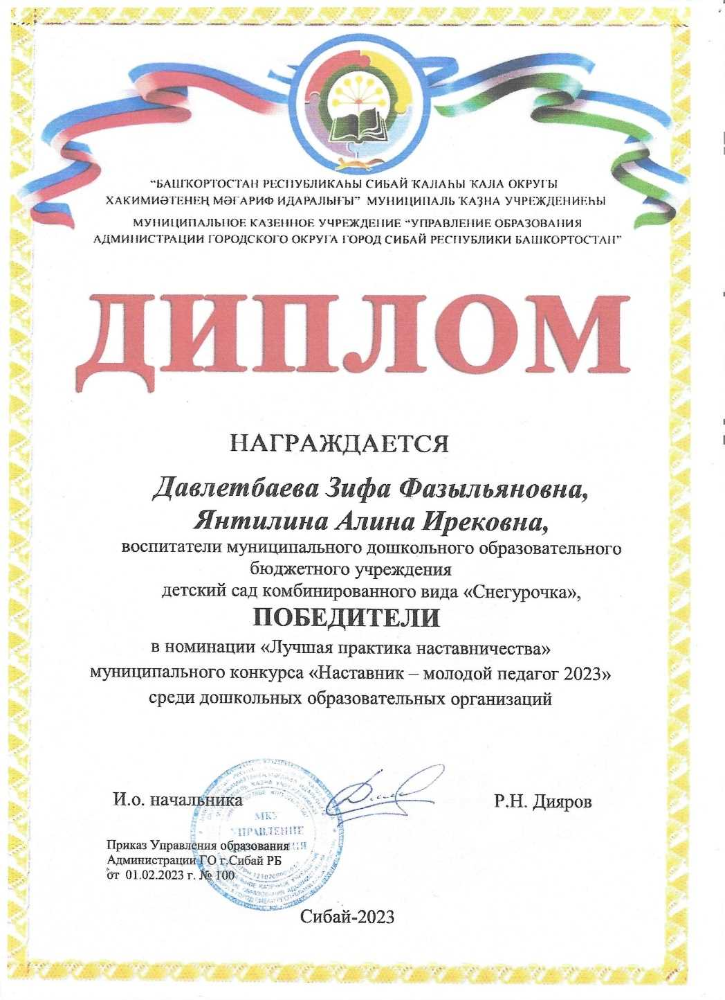 “БАШҠОРТОСТАН РЕСПУБЛИКАҺЫ СИБАЙ ҠАЛАҺЫ ҠАЛА ОКРУГЫ
ХАКИМИӘТЕНЕҢ МӘҒАРИФ ИДАРАЛЫҒЫ” МУНИЦИПАЛЬ ҠАҘНА УЧРЕЖДЕНИЕҺЫ
МУНИЦИПАЛЬНОЕ КАЗЕННОЕ УЧРЕЖДЕНИЕ “УПРАВЛЕНИЕ ОБРАЗОВАНИЯ
АДМИНИСТРАЦИИ ГОРОДСКОГО ОКРУГА ГОРОД СИБАЙ РЕСПУБЛИКИ БАШКОРТОСТАН”
ДИПЛОМ
НАГРАЖДАЕТСЯ
Давлетбаева Зифа Фазыльяновна,
Янтилина Алина Ирековна,
воспитатели муниципального дошкольного образовательного
бюджетного учреждения
детский сад комбинированного вида «Снегурочка»,
ПОБЕДИТЕЛИ
в номинации «Лучшая практика наставничества»
муниципального конкурса «Наставник – молодой педагог 2023»
среди дошкольных образовательных организаций
И.о. начальника
Р.Н. Дияров
МКУ
УПРАВЛЕНИЕ
Приказ Управления образования
Администрации ГО г.Сибай РБ
от 01.02.2023 г. № 100
Сибай-2023